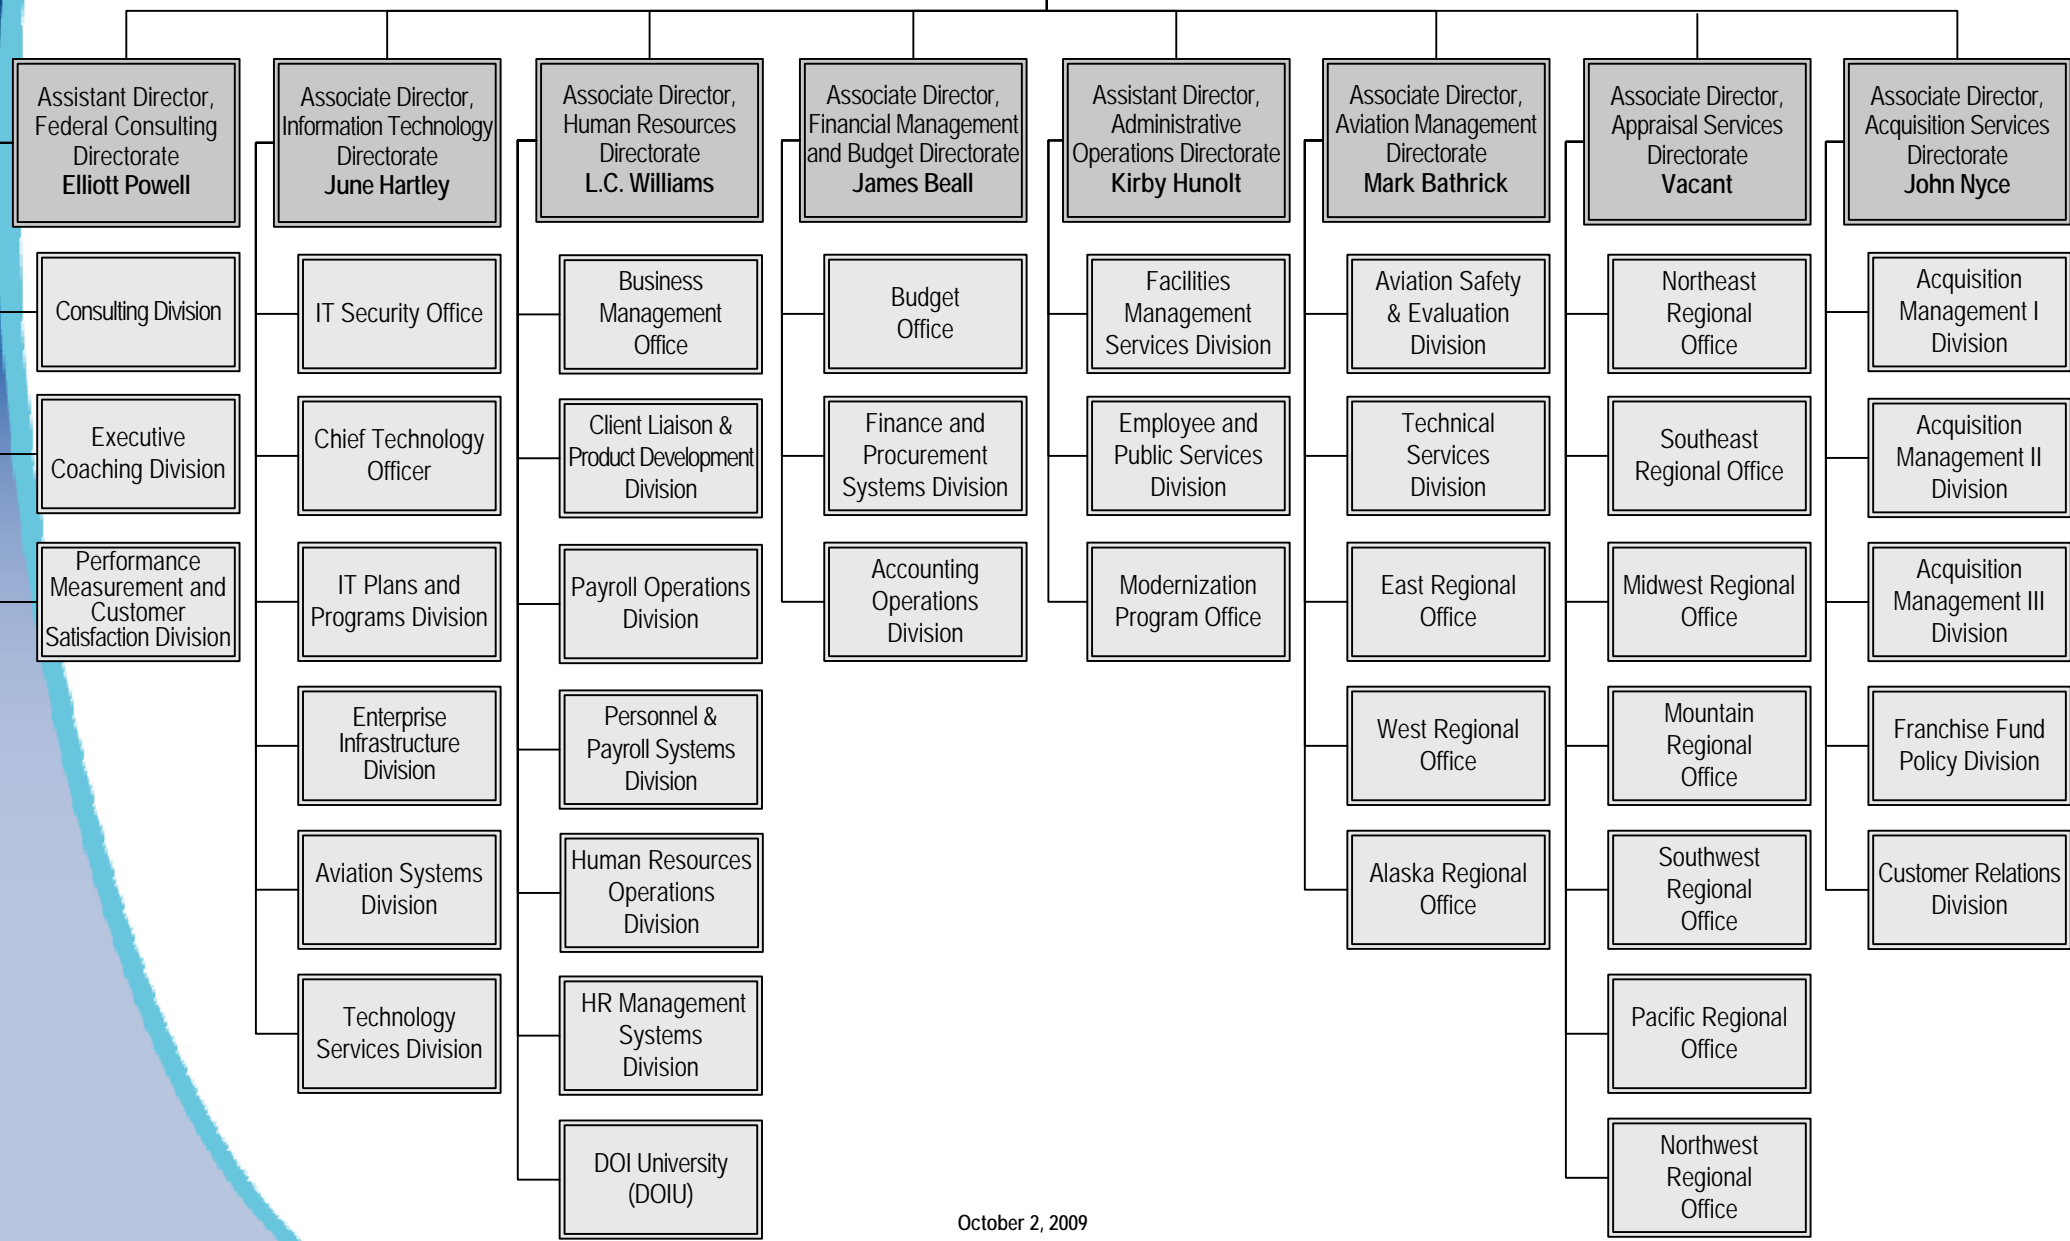 Assistant Director,
Federal Consulting
Directorate
Elliott Powell
Consulting Division
Executive
Coaching Division
Performance
Measurement and
Customer
Satisfaction Division
Associate Director,
Information Technology
Directorate
June Hartley
IT Security Office
Chief Technology
Officer
IT Plans and
Programs Division
Enterprise
Infrastructure
Division
Aviation Systems
Division
Technology
Services Division
Associate Director,
Human Resources
Directorate
L.C. Williams
Business
Management
Office
Client Liaison &
Product Development
Division
Payroll Operations
Division
Personnel &
Payroll Systems
Division
Human Resources
Operations
Division
HR Management
Systems
Division
DOI University
(DOIU)
Associate Director,
Financial Management
and Budget Directorate
James Beall
Budget
Office
Finance and
Procurement
Systems Division
Accounting
Operations
Division
Assistant Director,
Administrative
Operations Directorate
Kirby Hunolt
Facilities
Management
Services Division
Employee and
Public Services
Division
Modernization
Program Office
Associate Director,
Aviation Management
Directorate
Mark Bathrick
Aviation Safety
& Evaluation
Division
Technical
Services
Division
East Regional
Office
West Regional
Office
Alaska Regional
Office
Associate Director,
Appraisal Services
Directorate
Vacant
Northeast
Regional
Office
Southeast
Regional Office
Midwest Regional
Office
Mountain
Regional
Office
Southwest
Regional
Office
Pacific Regional
Office
Northwest
Regional
Office
Associate Director,
Acquisition Services
Directorate
John Nyce
Acquisition
Management I
Division
Acquisition
Management II
Division
Acquisition
Management III
Division
Franchise Fund
Policy Division
Customer Relations
Division
October 2, 2009